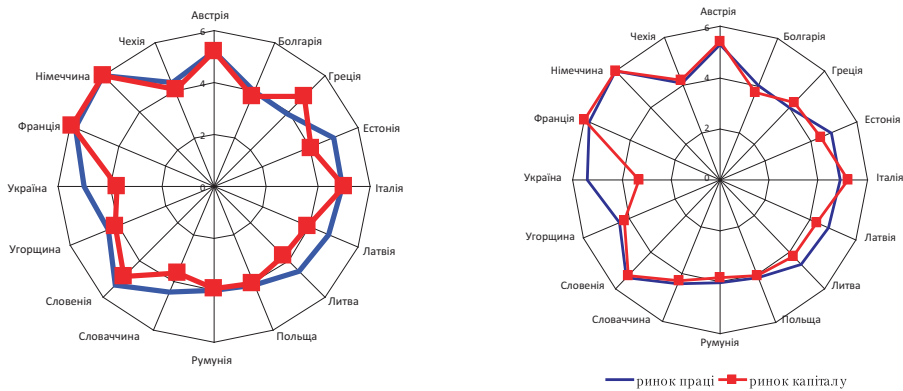 Австрія
6
Болгарія
Греція
Естонія
Італія
Латвія
Литва
Польща
Румунія
Словаччина
Словенія
Угорщина
Україна
Франція
Німеччина
Чехія
4
2
0
Австрія
6
Болгарія
Греція
Естонія
Італія
Латвія
Литва
Польща
Румунія
Словаччина
Словенія
Угорщина
Україна
Франція
Німеччина
Чехія
4
2
0
ринок праці ринок капіталу